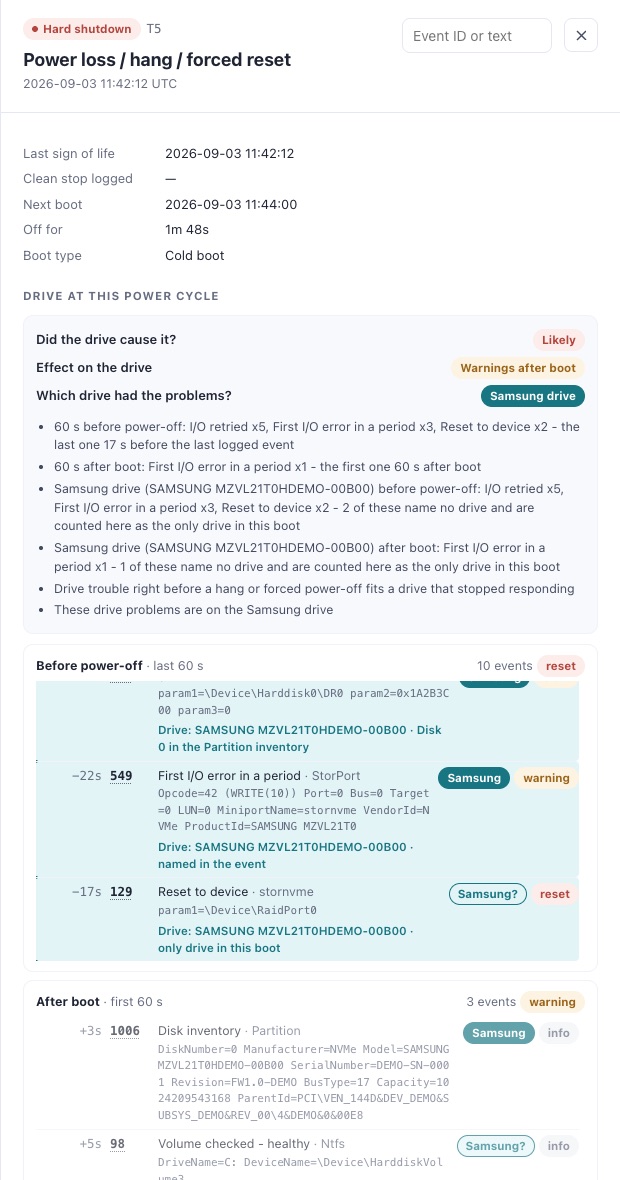 Hard shutdown T5
Event ID or text
Power loss / hang / forced reset
2026-09-03 11:42:12 UTC
Last sign of life 2026-09-03 11:42:12
Clean stop logged —
Next boot 2026-09-03 11:44:00
Off for 1m 48s
Boot type Cold boot
DRIVE AT THIS POWER CYCLE
Did the drive cause it? Likely
Effect on the drive Warnings after boot
Which drive had the problems? Samsung drive
• 60 s before power-off: I/O retried x5, First I/O error in a period x3, Reset to device x2 - the
last one 17 s before the last logged event
• 60 s after boot: First I/O error in a period x1 - the first one 60 s after boot
• Samsung drive (SAMSUNG MZVL21T0HDEMO-00B00) before power-off: I/O retried x5,
First I/O error in a period x3, Reset to device x2 - 2 of these name no drive and are
counted here as the only drive in this boot
• Samsung drive (SAMSUNG MZVL21T0HDEMO-00B00) after boot: First I/O error in a
period x1 - 1 of these name no drive and are counted here as the only drive in this boot
• Drive trouble right before a hang or forced power-off fits a drive that stopped responding
• These drive problems are on the Samsung drive
Before power-off · last 60 s 10 events reset
param1=\Device\Harddisk0\DR0 param2=0x1A2B3C
00 param3=0
Drive: SAMSUNG MZVL21T0HDEMO-00B00 · Disk
0 in the Partition inventory
−22s 549 First I/O error in a period · StorPort Samsung warning
Opcode=42 (WRITE(10)) Port=0 Bus=0 Target
=0 LUN=0 MiniportName=stornvme VendorId=N
VMe ProductId=SAMSUNG MZVL21T0
Drive: SAMSUNG MZVL21T0HDEMO-00B00 ·
named in the event
−17s 129 Reset to device · stornvme Samsung? reset
param1=\Device\RaidPort0
Drive: SAMSUNG MZVL21T0HDEMO-00B00 ·
only drive in this boot
After boot · first 60 s 3 events warning
+3s 1006 Disk inventory · Partition Samsung info
DiskNumber=0 Manufacturer=NVMe Model=SAMSUNG
MZVL21T0HDEMO-00B00 SerialNumber=DEMO-SN-000
1 Revision=FW1.0-DEMO BusType=17 Capacity=10
24209543168 ParentId=PCI\VEN_144D&DEV_DEMO&S
UBSYS_DEMO&REV_00\4&DEMO&0&00E8
+5s 98 Volume checked - healthy · Ntfs Samsung? info
DriveName=C: DeviceName=\Device\HarddiskVol
ume3